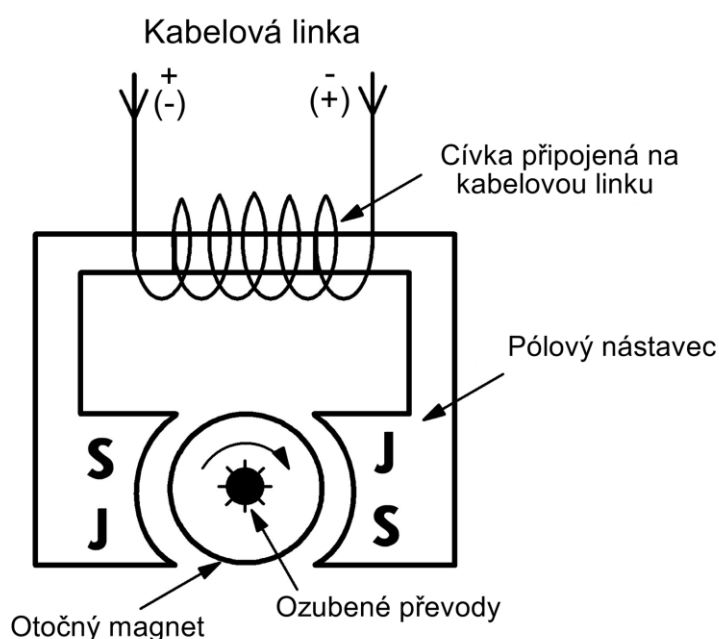 Kabelová linka
+ -
(-) (+)
Cívka připojená na
kabelovou linku
Pólový nástavec
S J
J S
Ozubené převody
Otočný magnet